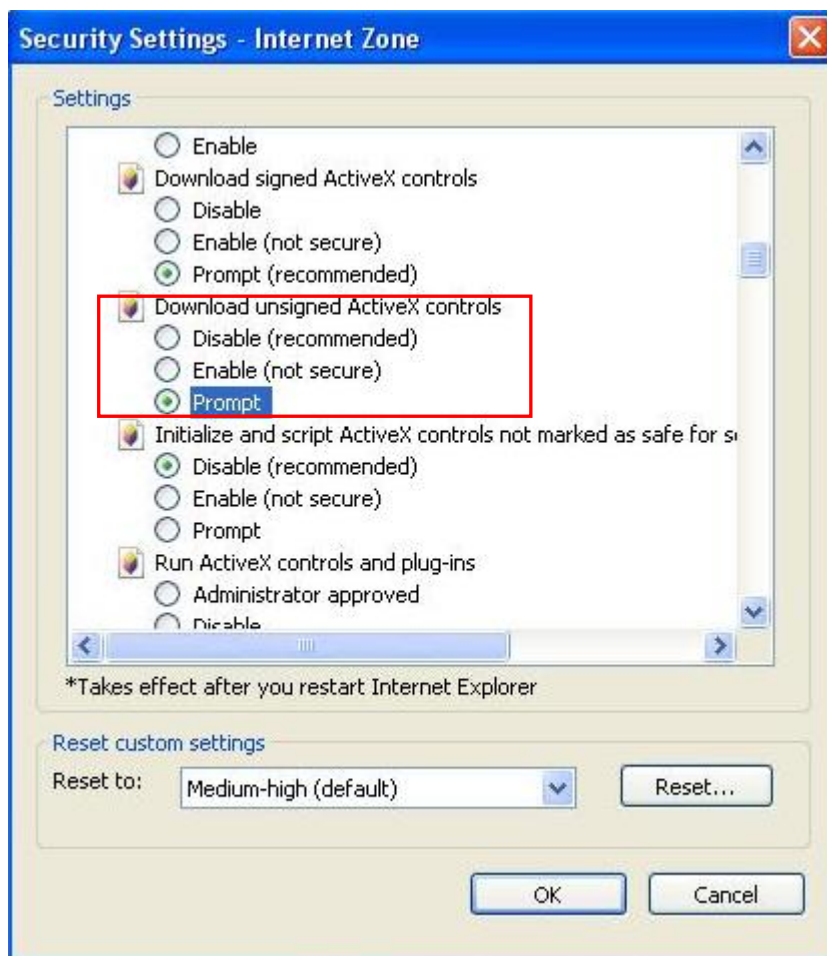 Security Settings - Internet Zone
Settings
Enable
Download signed ActiveX controls
Disable
Enable (not secure)
Prompt (recommended)
Download unsigned ActiveX controls
Disable (recommended)
Enable (not secure)
Prompt
Initialize and script ActiveX controls not marked as safe for
Disable (recommended)
Enable (not secure)
Prompt
Run ActiveX controls and plug-ins
Administrator approved
Disable
*Takes effect after you restart Internet Explorer
Reset custom settings
Reset to: Medium-high (default) Reset...
OK Cancel